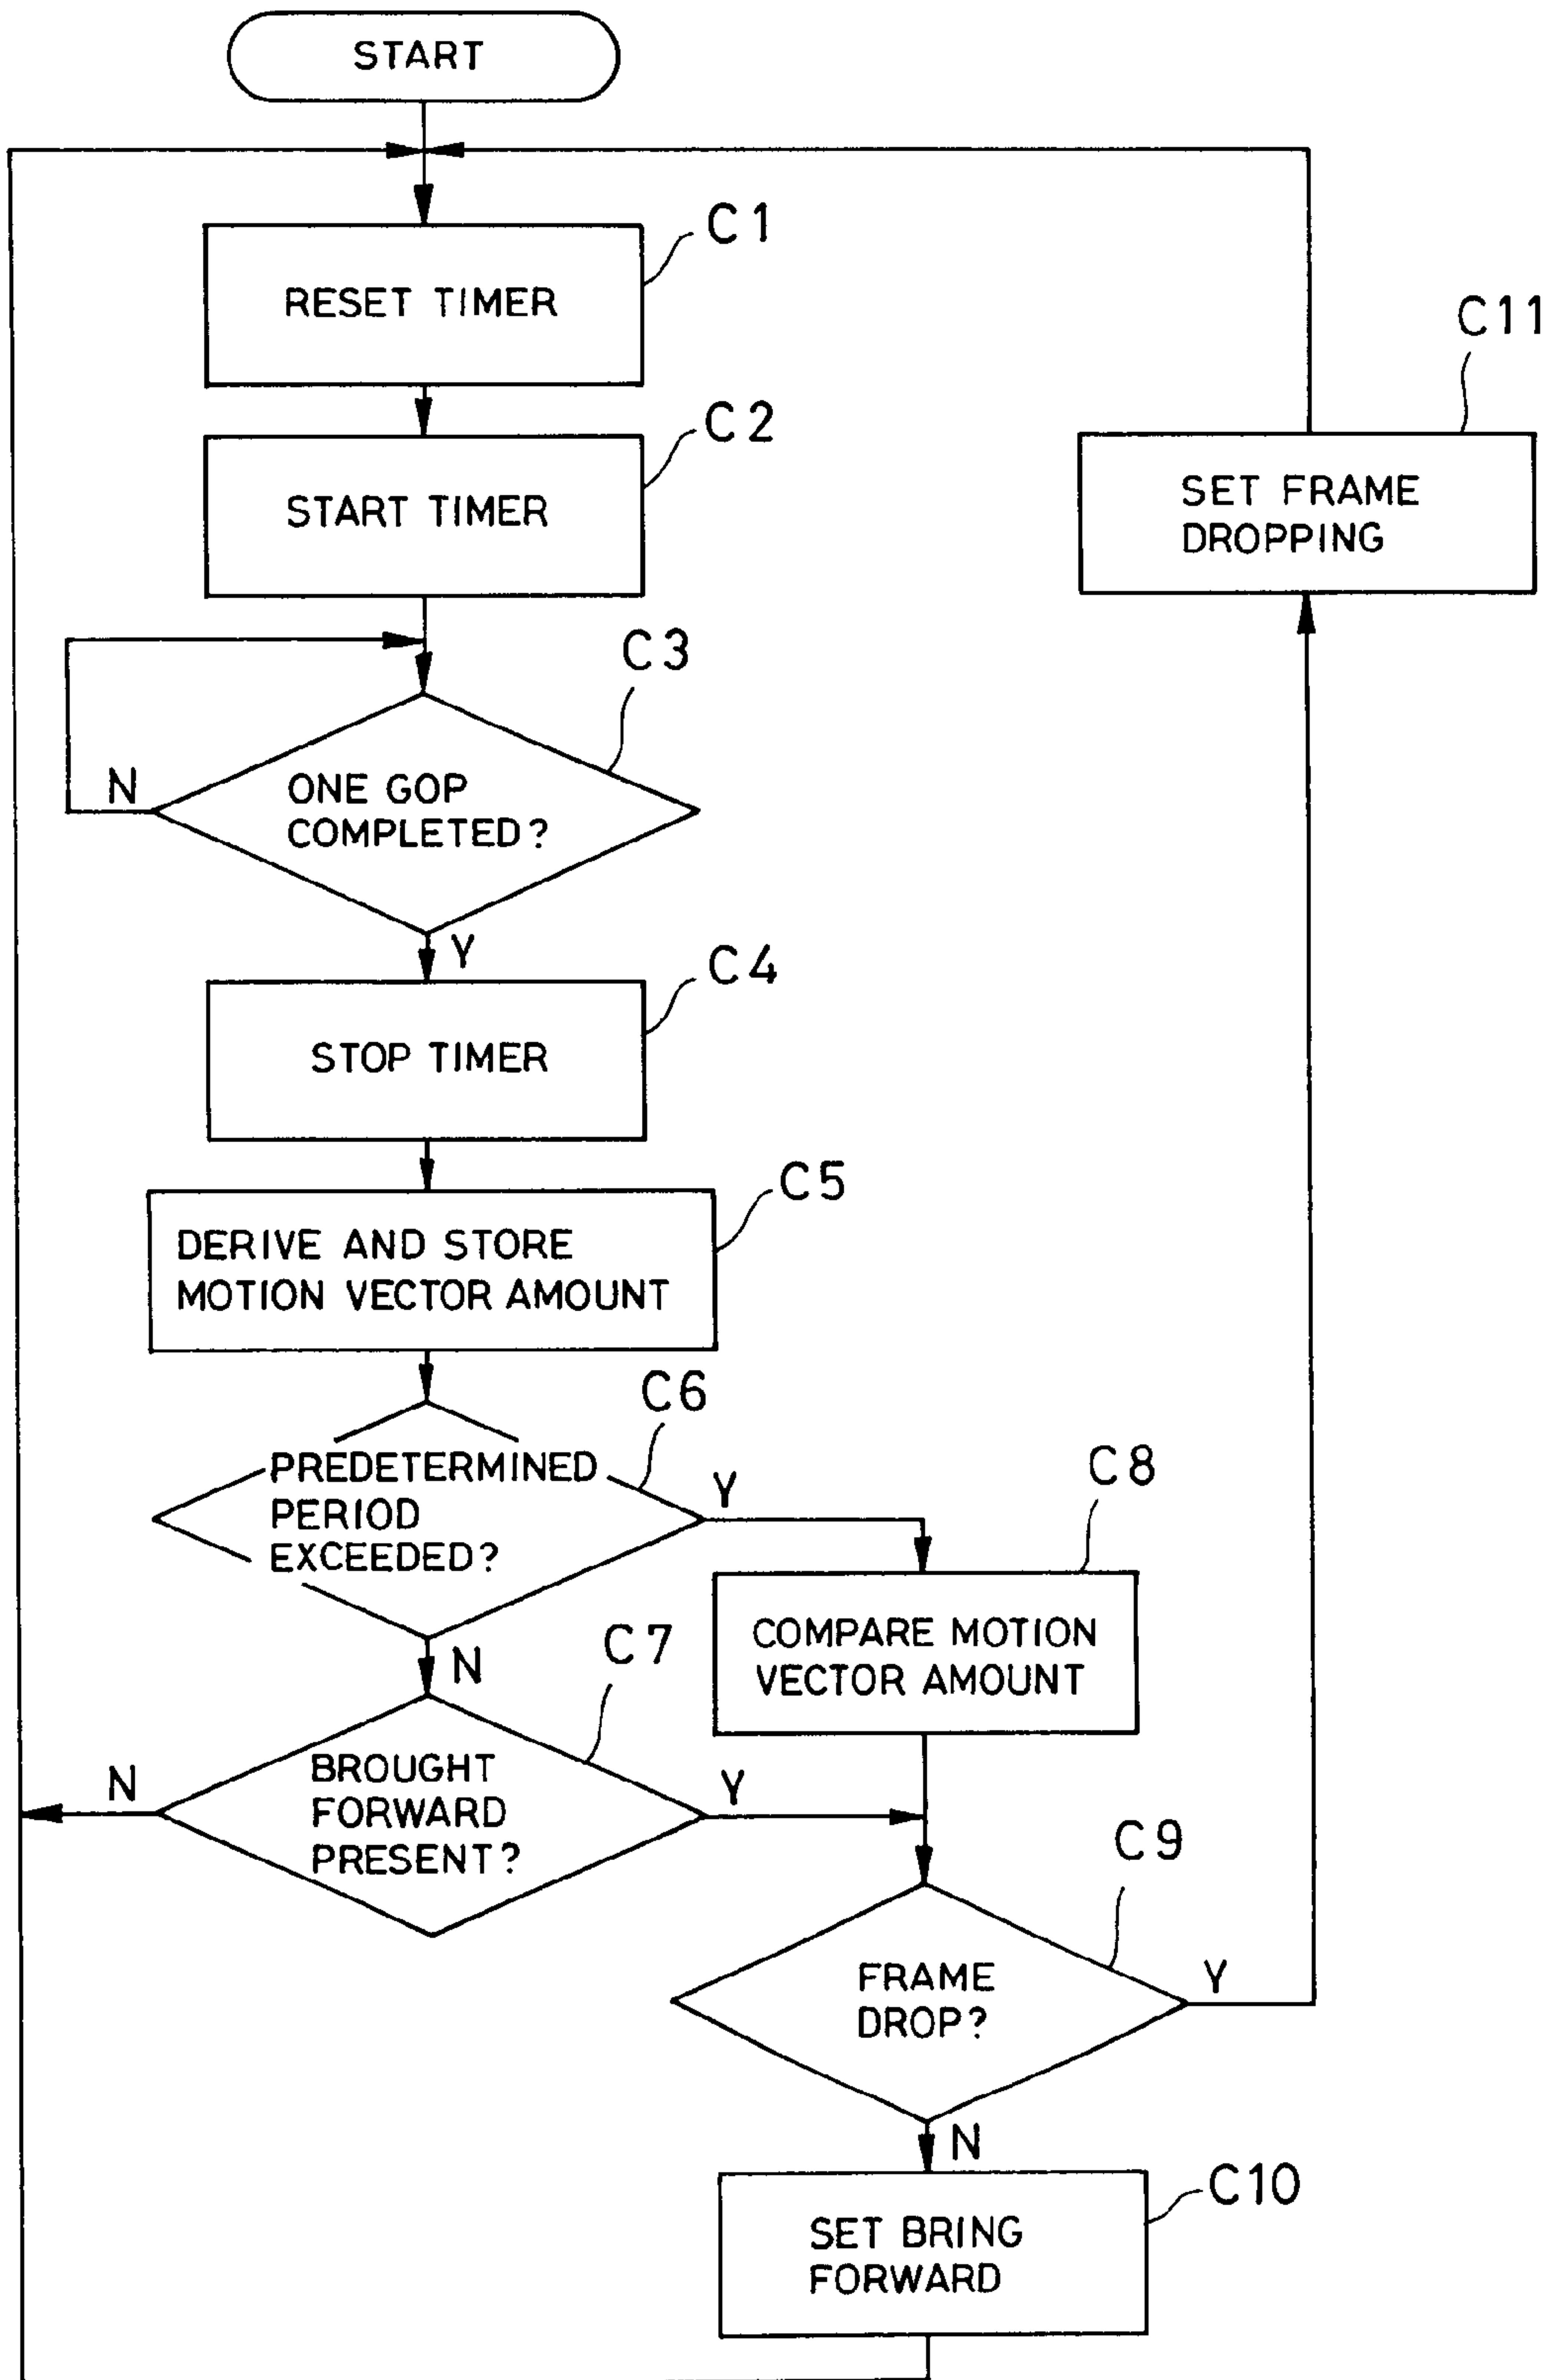 START
C1
RESET TIMER
C11
C2
START TIMER
SET FRAME
DROPPING
C3
N
ONE GOP
COMPLETED?
Y
C4
STOP TIMER
C5
DERIVE AND STORE
MOTION VECTOR AMOUNT
C6
PREDETERMINED
PERIOD
EXCEEDED?
Y
C8
COMPARE MOTION
VECTOR AMOUNT
N
C7
N
BROUGHT
FORWARD
PRESENT?
Y
C9
FRAME
DROP?
Y
N
C10
SET BRING
FORWARD